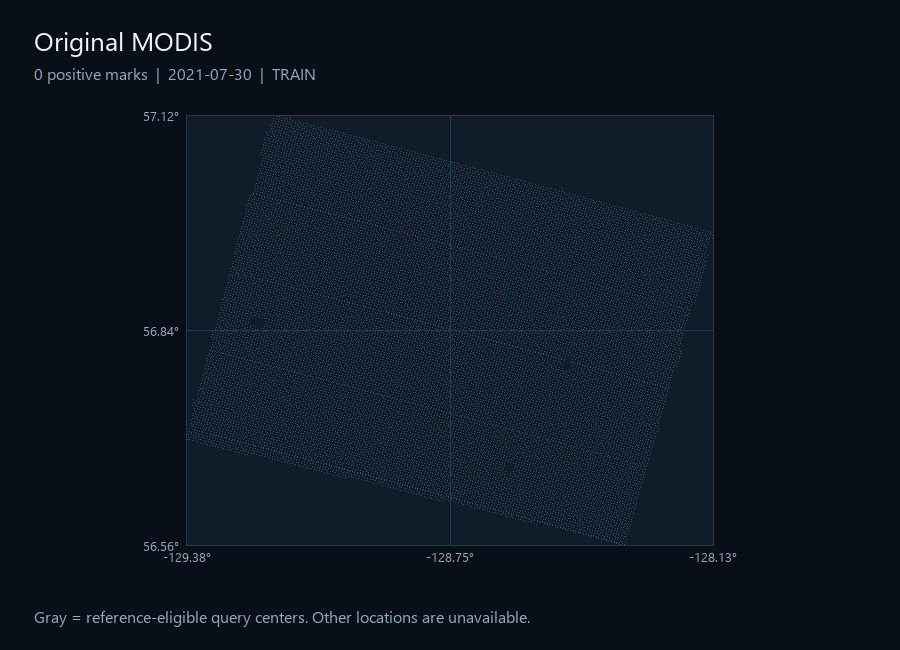 Original MODIS
0 positive marks | 2021-07-30 | TRAIN
57.12°
56.84°
56.56°
-129.38°
-128.75°
-128.13°
Gray = reference-eligible query centers. Other locations are unavailable.